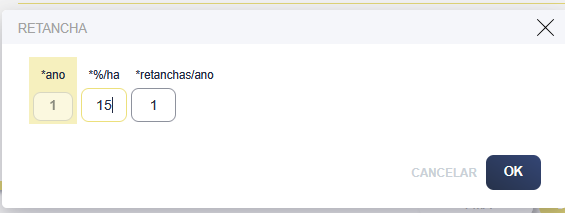 RETANCHA
*ano *%/ha *retanchas/ano
1 15 1
CANCELAR OK